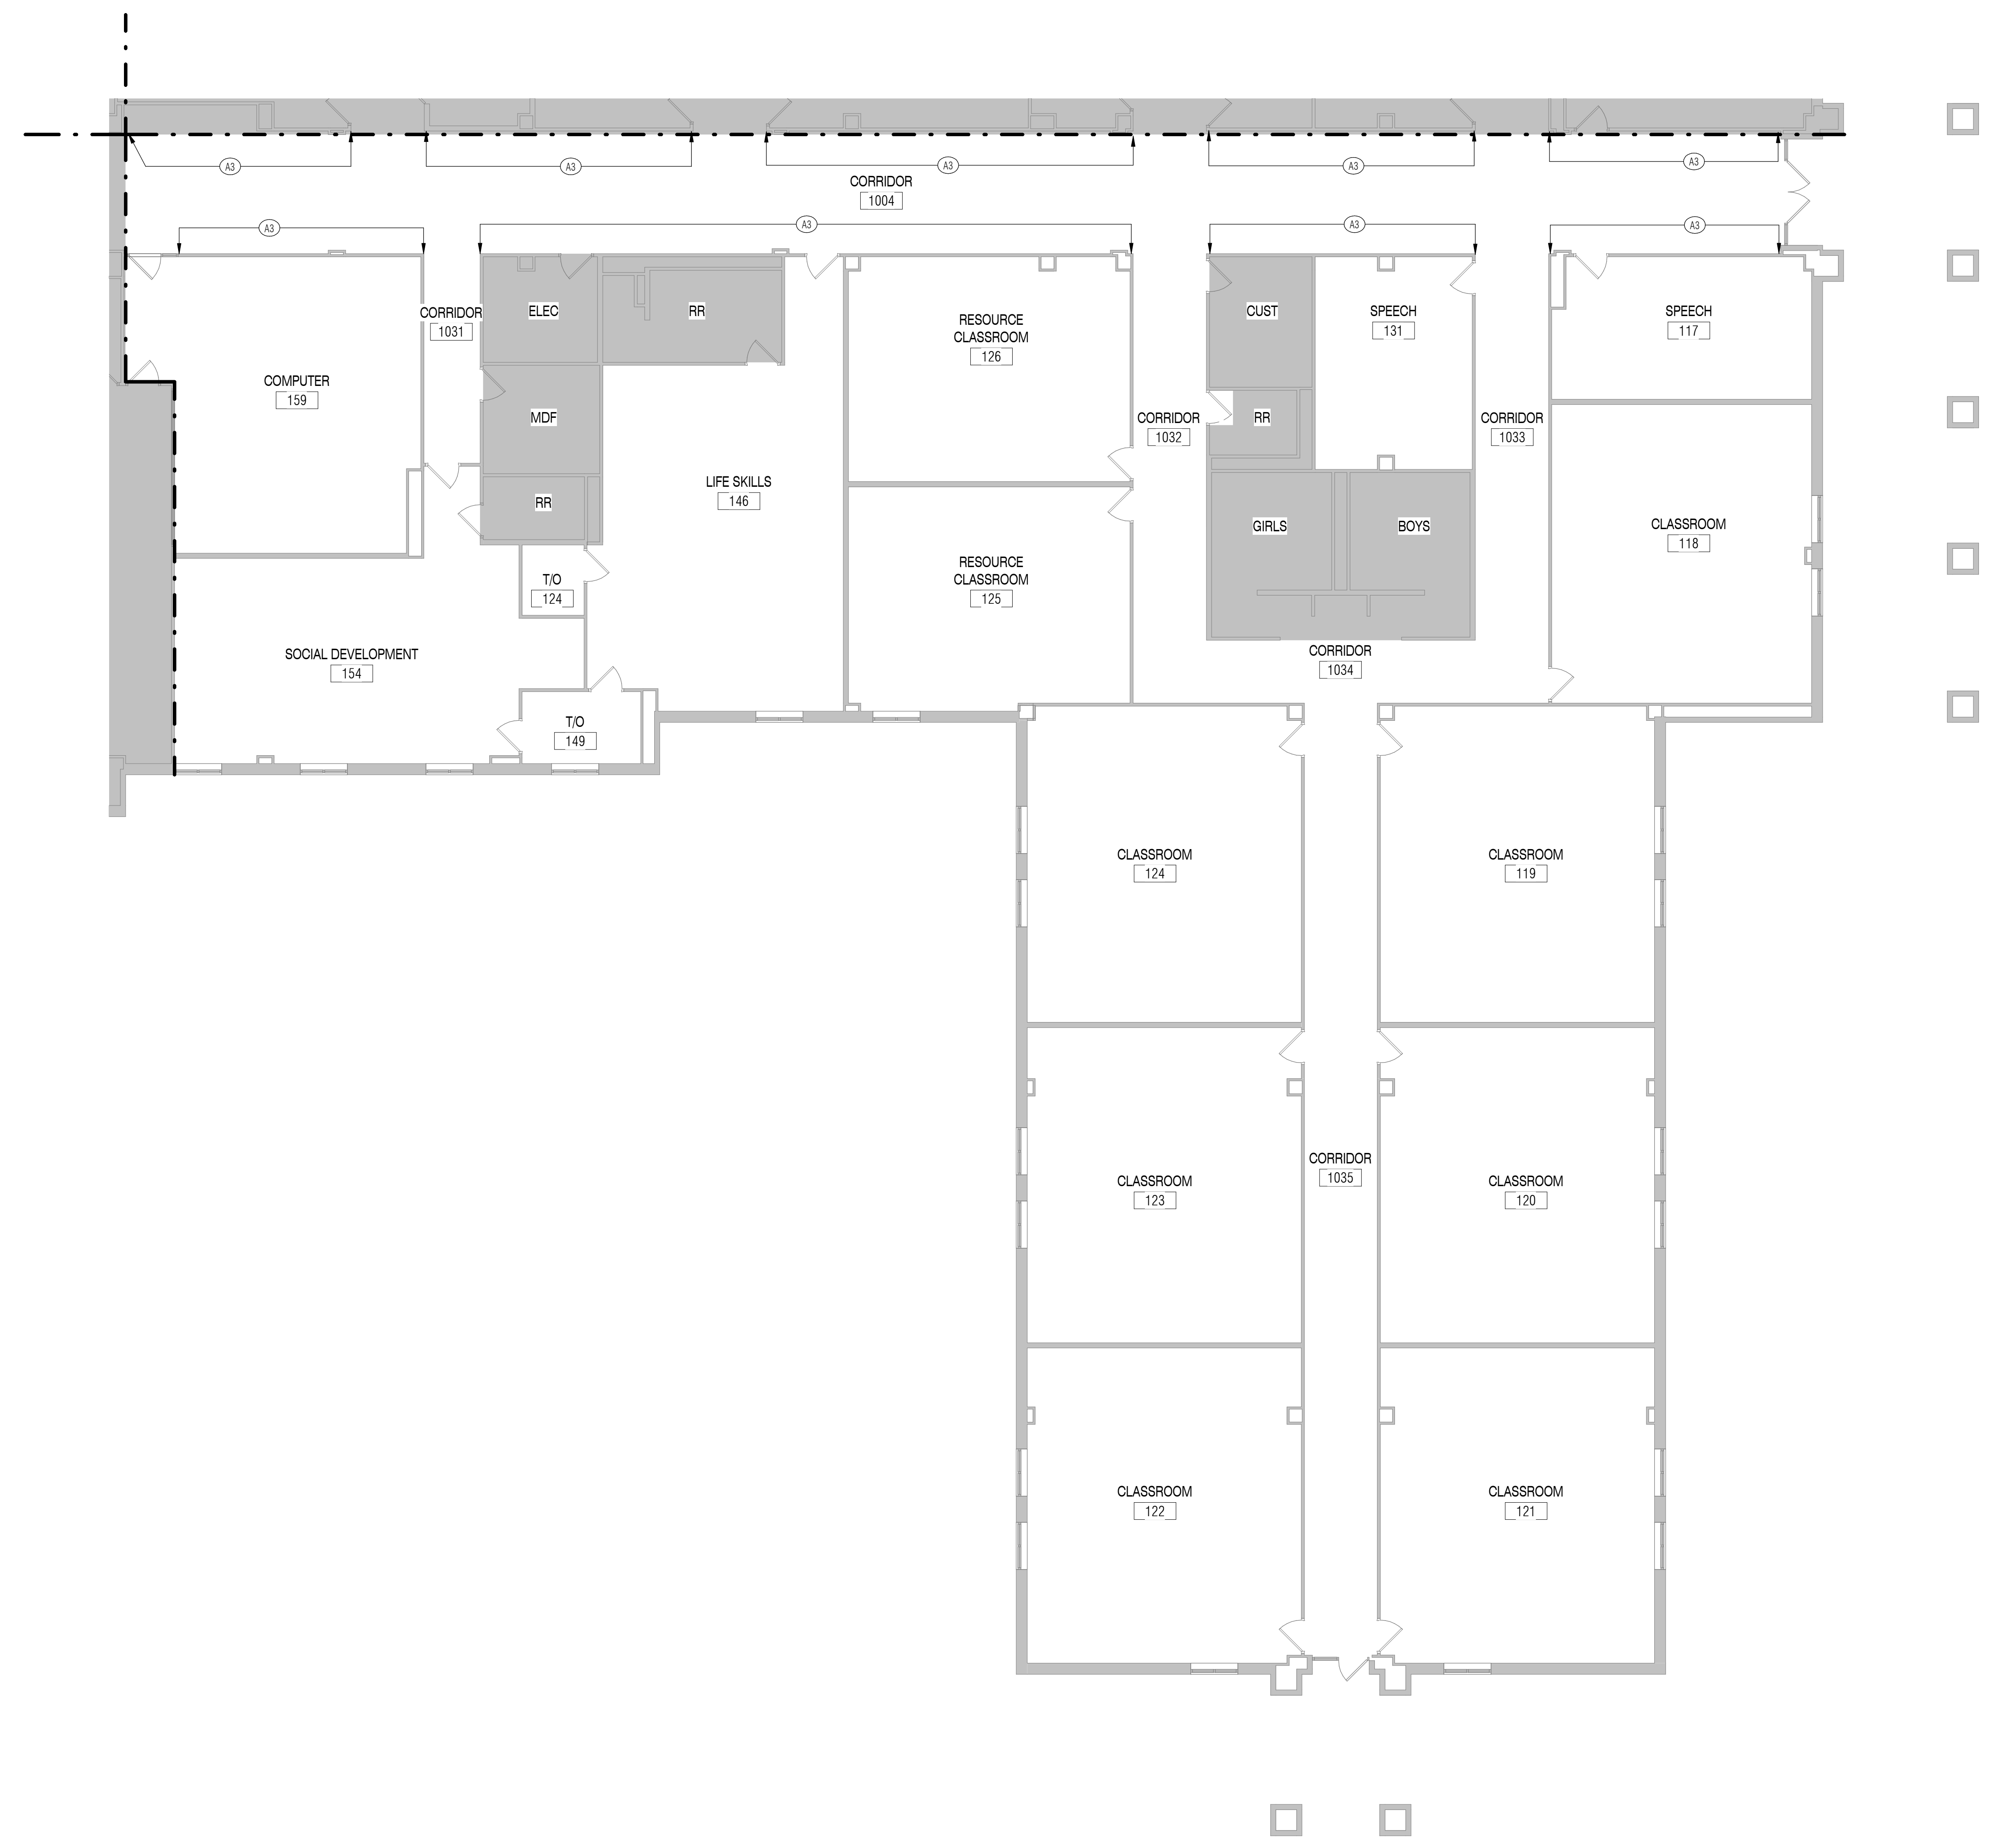 A3
A3
A3
A3
A3
CORRIDOR
1004
A3
A3
A3
A3
CORRIDOR
1031
ELEC
RR
RESOURCE
CLASSROOM
126
CUST
SPEECH
131
SPEECH
117
COMPUTER
159
MDF
CORRIDOR
1032
RR
CORRIDOR
1033
LIFE SKILLS
146
RR
GIRLS
BOYS
CLASSROOM
118
T/O
124
RESOURCE
CLASSROOM
125
SOCIAL DEVELOPMENT
154
CORRIDOR
1034
T/O
149
CLASSROOM
124
CLASSROOM
119
CORRIDOR
1035
CLASSROOM
123
CLASSROOM
120
CLASSROOM
122
CLASSROOM
121